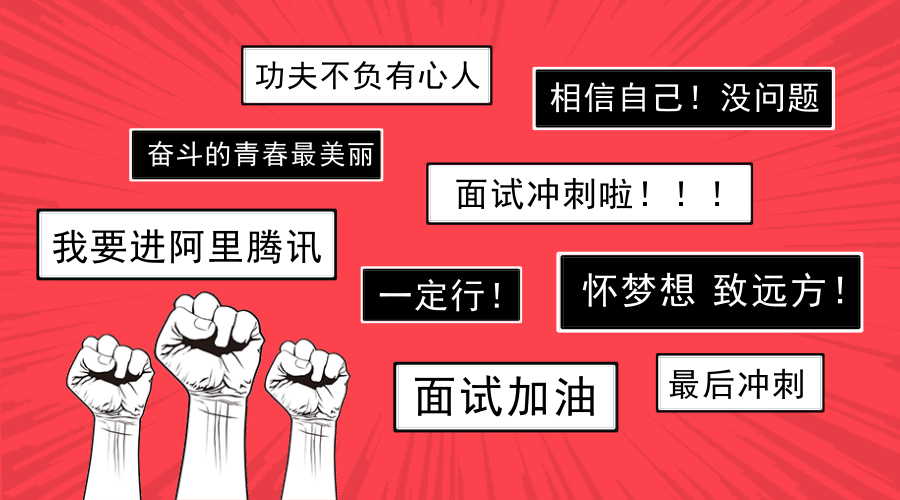 功夫不负有心人
相信自己！没问题
奋斗的青春最美丽
面试冲刺啦！！！
我要进阿里腾讯
一定行！
怀梦想 致远方！
面试加油
最后冲刺